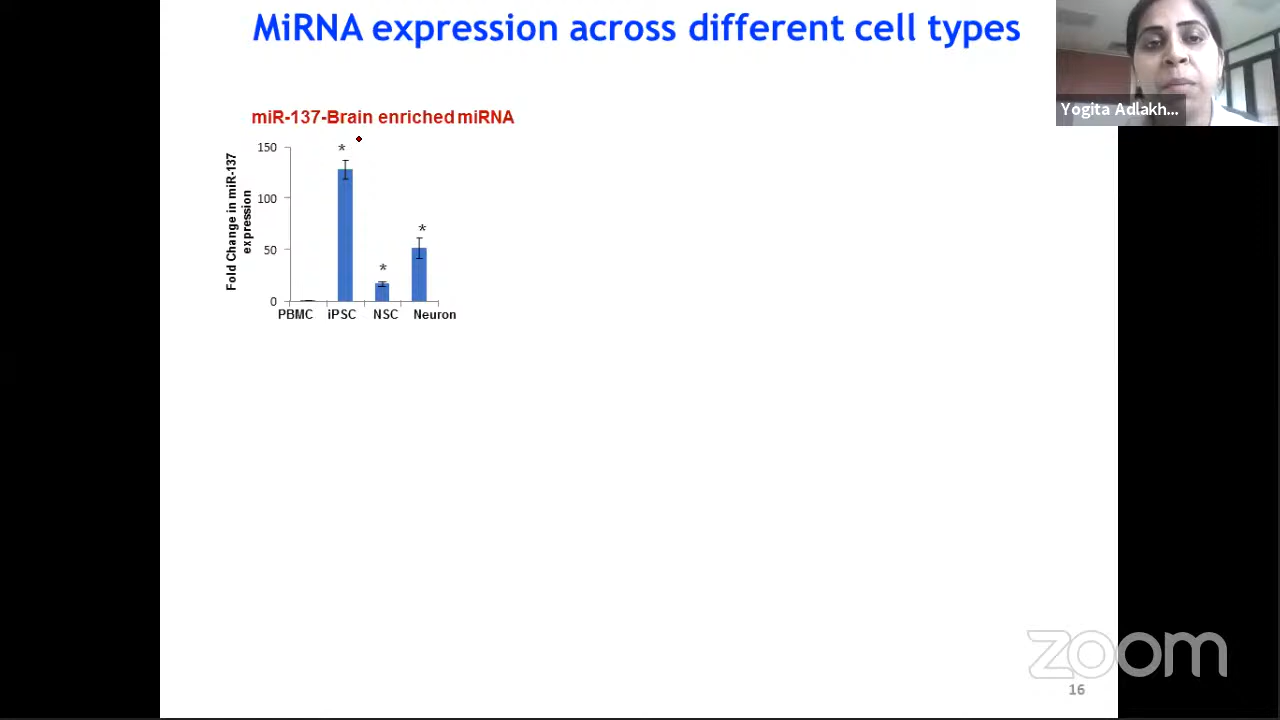 MiRNA expression across different cell types
Yogita Adlakh...
miR-137-Brain enriched miRNA
Fold Change in miR-137
expression
150
100
50
0
*
*
*
PBMC iPSC NSC Neuron
zoom
16